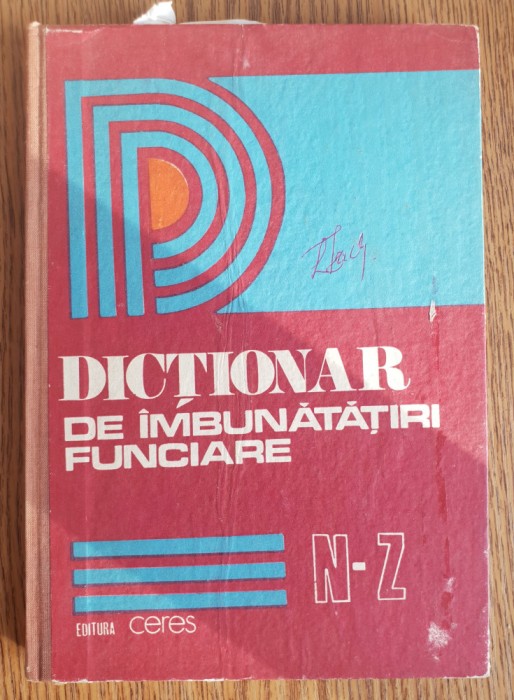 DICȚIONAR
DE ÎMBUNĂTĂȚIRI
FUNCIARE
N-Z
EDITURA ceres